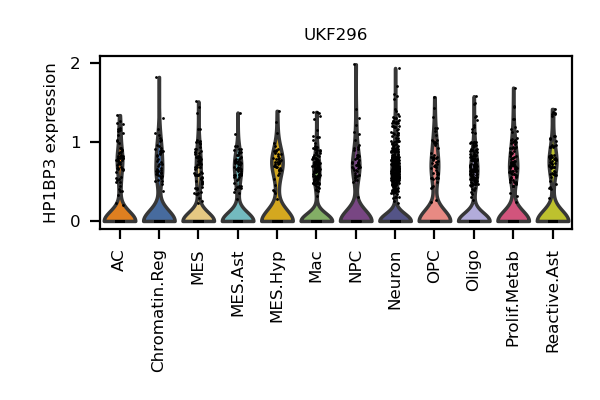 UKF296
HP1BP3 expression
2
1
0
AC
Chromatin.Reg
MES
MES.Ast
MES.Hyp
Mac
NPC
Neuron
OPC
Oligo
Prolif.Metab
Reactive.Ast